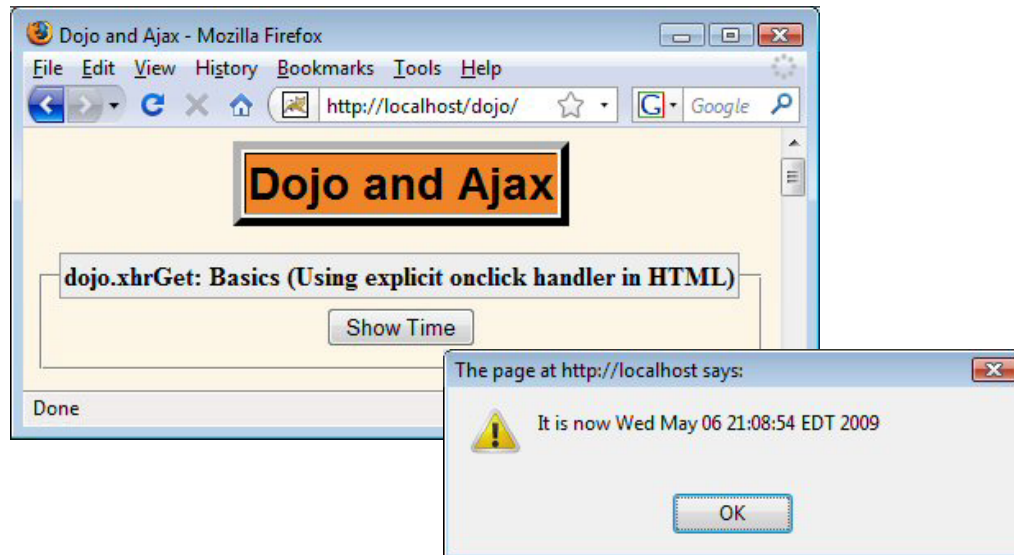 Dojo and Ajax - Mozilla Firefox
File Edit View History Bookmarks Tools Help
http://localhost/dojo/ G Google
Dojo and Ajax
dojo.xhrGet: Basics (Using explicit onclick handler in HTML)
Show Time
The page at http://localhost says:
Done
It is now Wed May 06 21:08:54 EDT 2009
OK